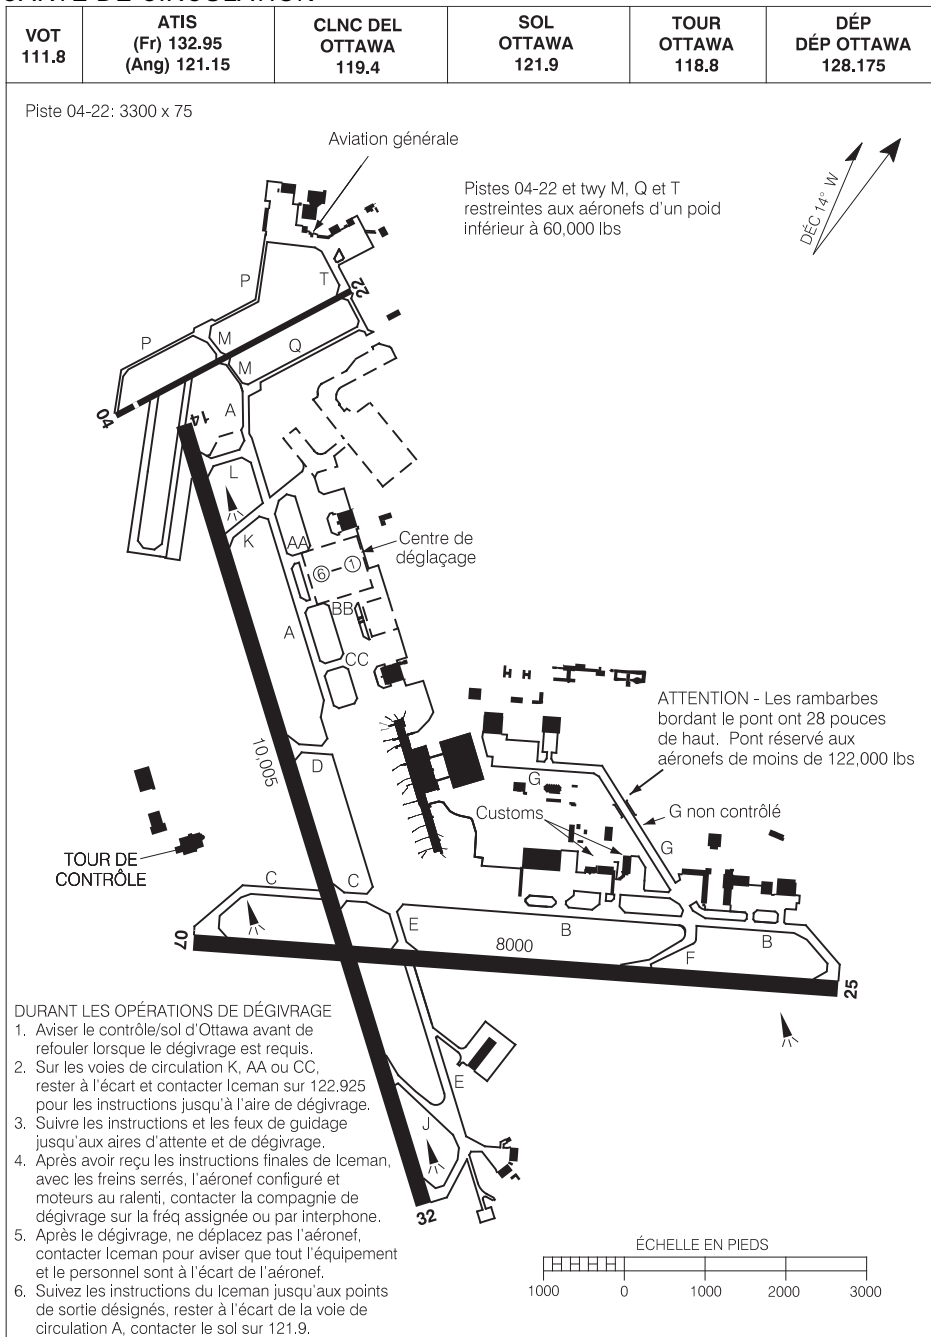 VOT
111.8
ATIS
(Fr) 132.95
(Ang) 121.15
CLNC DEL
OTTAWA
119.4
SOL
OTTAWA
121.9
TOUR
OTTAWA
118.8
DÉP
DÉP OTTAWA
128.175
Piste 04-22: 3300 x 75
Aviation générale
Pistes 04-22 et twy M, Q et T
restreintes aux aéronefs d'un poid
inférieur à 60,000 lbs
DÉC 14° W
P
T
22
P
M
Q
M
04
14
A
L
K
AA
Centre de
déglaçage
6
1
BB
A
CC
ATTENTION - Les rambarbes
bordant le pont ont 28 pouces
de haut. Pont réservé aux
aéronefs de moins de 122,000 lbs
10,005
D
G
Customs
G non contrôlé
G
TOUR DE
CONTRÔLE
C
C
E
B
B
07
8000
F
25
E
J
32
DURANT LES OPÉRATIONS DE DÉGIVRAGE
1. Aviser le contrôle/sol d'Ottawa avant de
refouler lorsque le dégivrage est requis.
2. Sur les voies de circulation K, AA ou CC,
rester à l'écart et contacter Iceman sur 122.925
pour les instructions jusqu'à l'aire de dégivrage.
3. Suivre les instructions et les feux de guidage
jusqu'aux aires d'attente et de dégivrage.
4. Après avoir reçu les instructions finales de Iceman,
avec les freins serrés, l'aéronef configuré et
moteurs au ralenti, contacter la compagnie de
dégivrage sur la fréq assignée ou par interphone.
5. Après le dégivrage, ne déplacez pas l'aéronef,
contacter Iceman pour aviser que tout l'équipement
et le personnel sont à l'écart de l'aéronef.
6. Suivez les instructions du Iceman jusqu'aux points
de sortie désignés, rester à l'écart de la voie de
circulation A, contacter le sol sur 121.9.
ÉCHELLE EN PIEDS
1000 0 1000 2000 3000